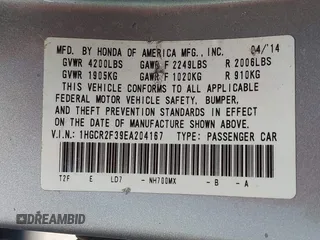 MFD. BY HONDA OF AMERICA MFG., INC. 04/14
GVWR 4200LBS GAWR F 2249LBS R 2006LBS
GVWR 1905KG GAWR F 1020KG R 910KG
THIS VEHICLE CONFORMS TO ALL APPLICABLE
FEDERAL MOTOR VEHICLE SAFETY, BUMPER,
AND THEFT PREVENTION STANDARDS IN
EFFECT ON THE DATE OF MANUFACTURE
SHOWN ABOVE.
V.I.N.: 1HGCR2F39EA204167 TYPE: PASSENGER CAR
T2F E LD7 - NH700MX - B - A
DREAMBID